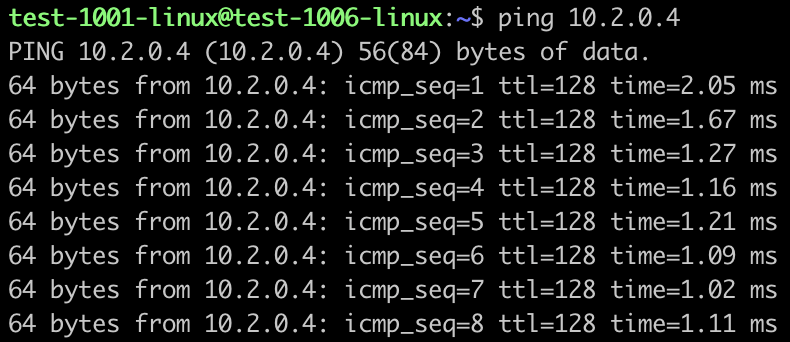 test-1001-linux@test-1006-linux:~$ ping 10.2.0.4
PING 10.2.0.4 (10.2.0.4) 56(84) bytes of data.
64 bytes from 10.2.0.4: icmp_seq=1 ttl=128 time=2.05 ms
64 bytes from 10.2.0.4: icmp_seq=2 ttl=128 time=1.67 ms
64 bytes from 10.2.0.4: icmp_seq=3 ttl=128 time=1.27 ms
64 bytes from 10.2.0.4: icmp_seq=4 ttl=128 time=1.16 ms
64 bytes from 10.2.0.4: icmp_seq=5 ttl=128 time=1.21 ms
64 bytes from 10.2.0.4: icmp_seq=6 ttl=128 time=1.09 ms
64 bytes from 10.2.0.4: icmp_seq=7 ttl=128 time=1.02 ms
64 bytes from 10.2.0.4: icmp_seq=8 ttl=128 time=1.11 ms